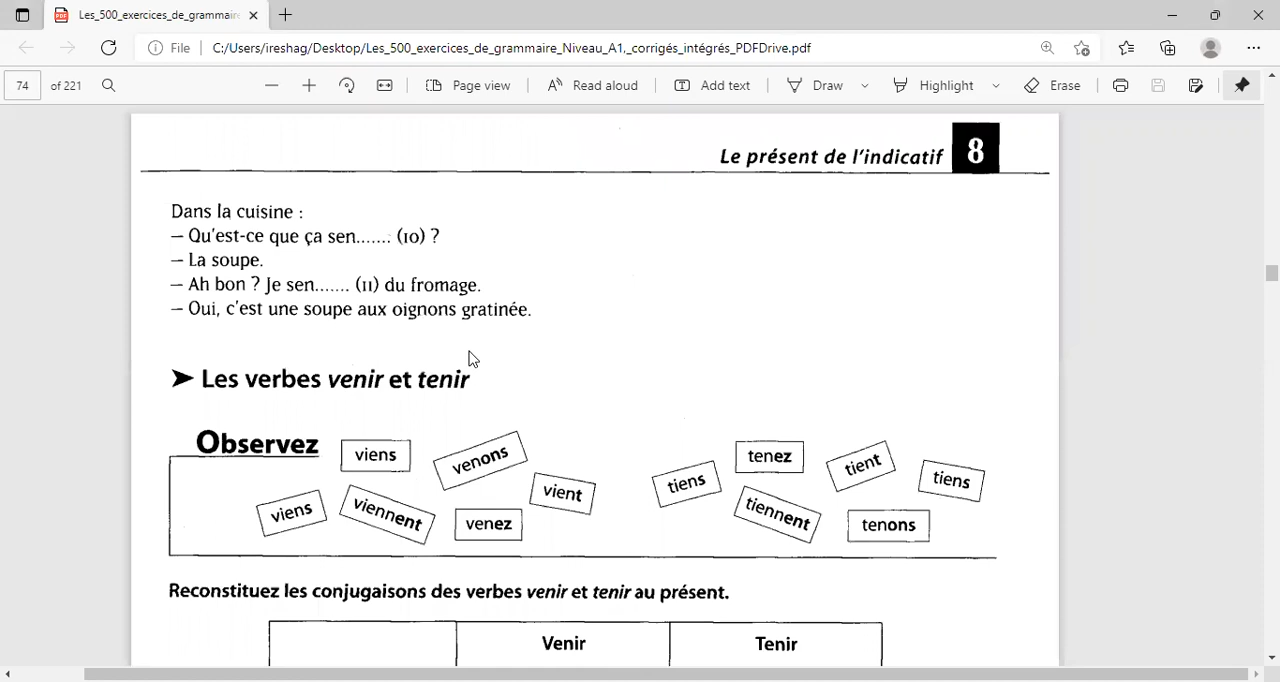 Les_500_exercices_de_grammaire
File C:/Users/ireshag/Desktop/Les_500_exercices_de_grammaire_Niveau_A1._corrigés_intégrés_PDFDrive.pdf
74 of 221 Page view Read aloud Add text Draw Highlight Erase
Le présent de l'indicatif 8
Dans la cuisine :
– Qu'est-ce que ça sen....... (10) ?
– La soupe.
– Ah bon ? Je sen....... (11) du fromage.
– Oui, c'est une soupe aux oignons gratinée.
➤ Les verbes venir et tenir
Observez
viens venons tenez tient
vient tiens tiens
viens viennent venez tiennent tenons
Reconstituez les conjugaisons des verbes venir et tenir au présent.
Venir Tenir